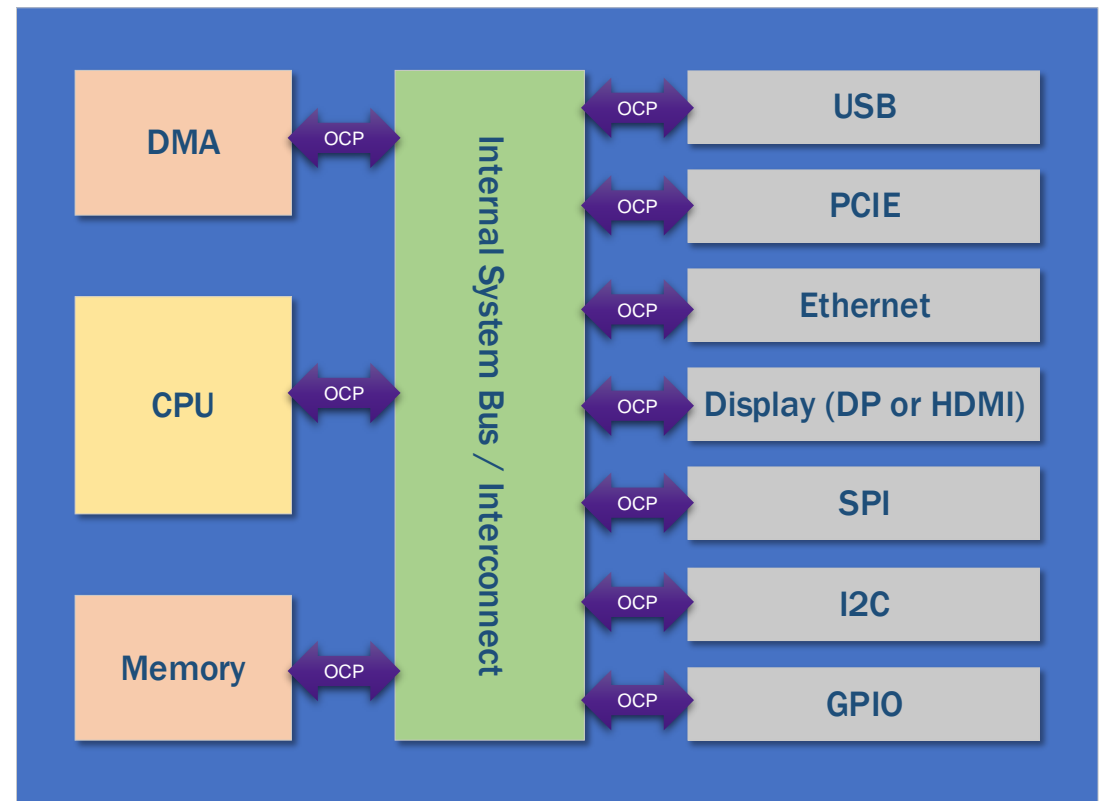 DMA
OCP
CPU
OCP
Memory
OCP
Internal System Bus / Interconnect
OCP
USB
OCP
PCIE
OCP
Ethernet
OCP
Display (DP or HDMI)
OCP
SPI
OCP
I2C
OCP
GPIO